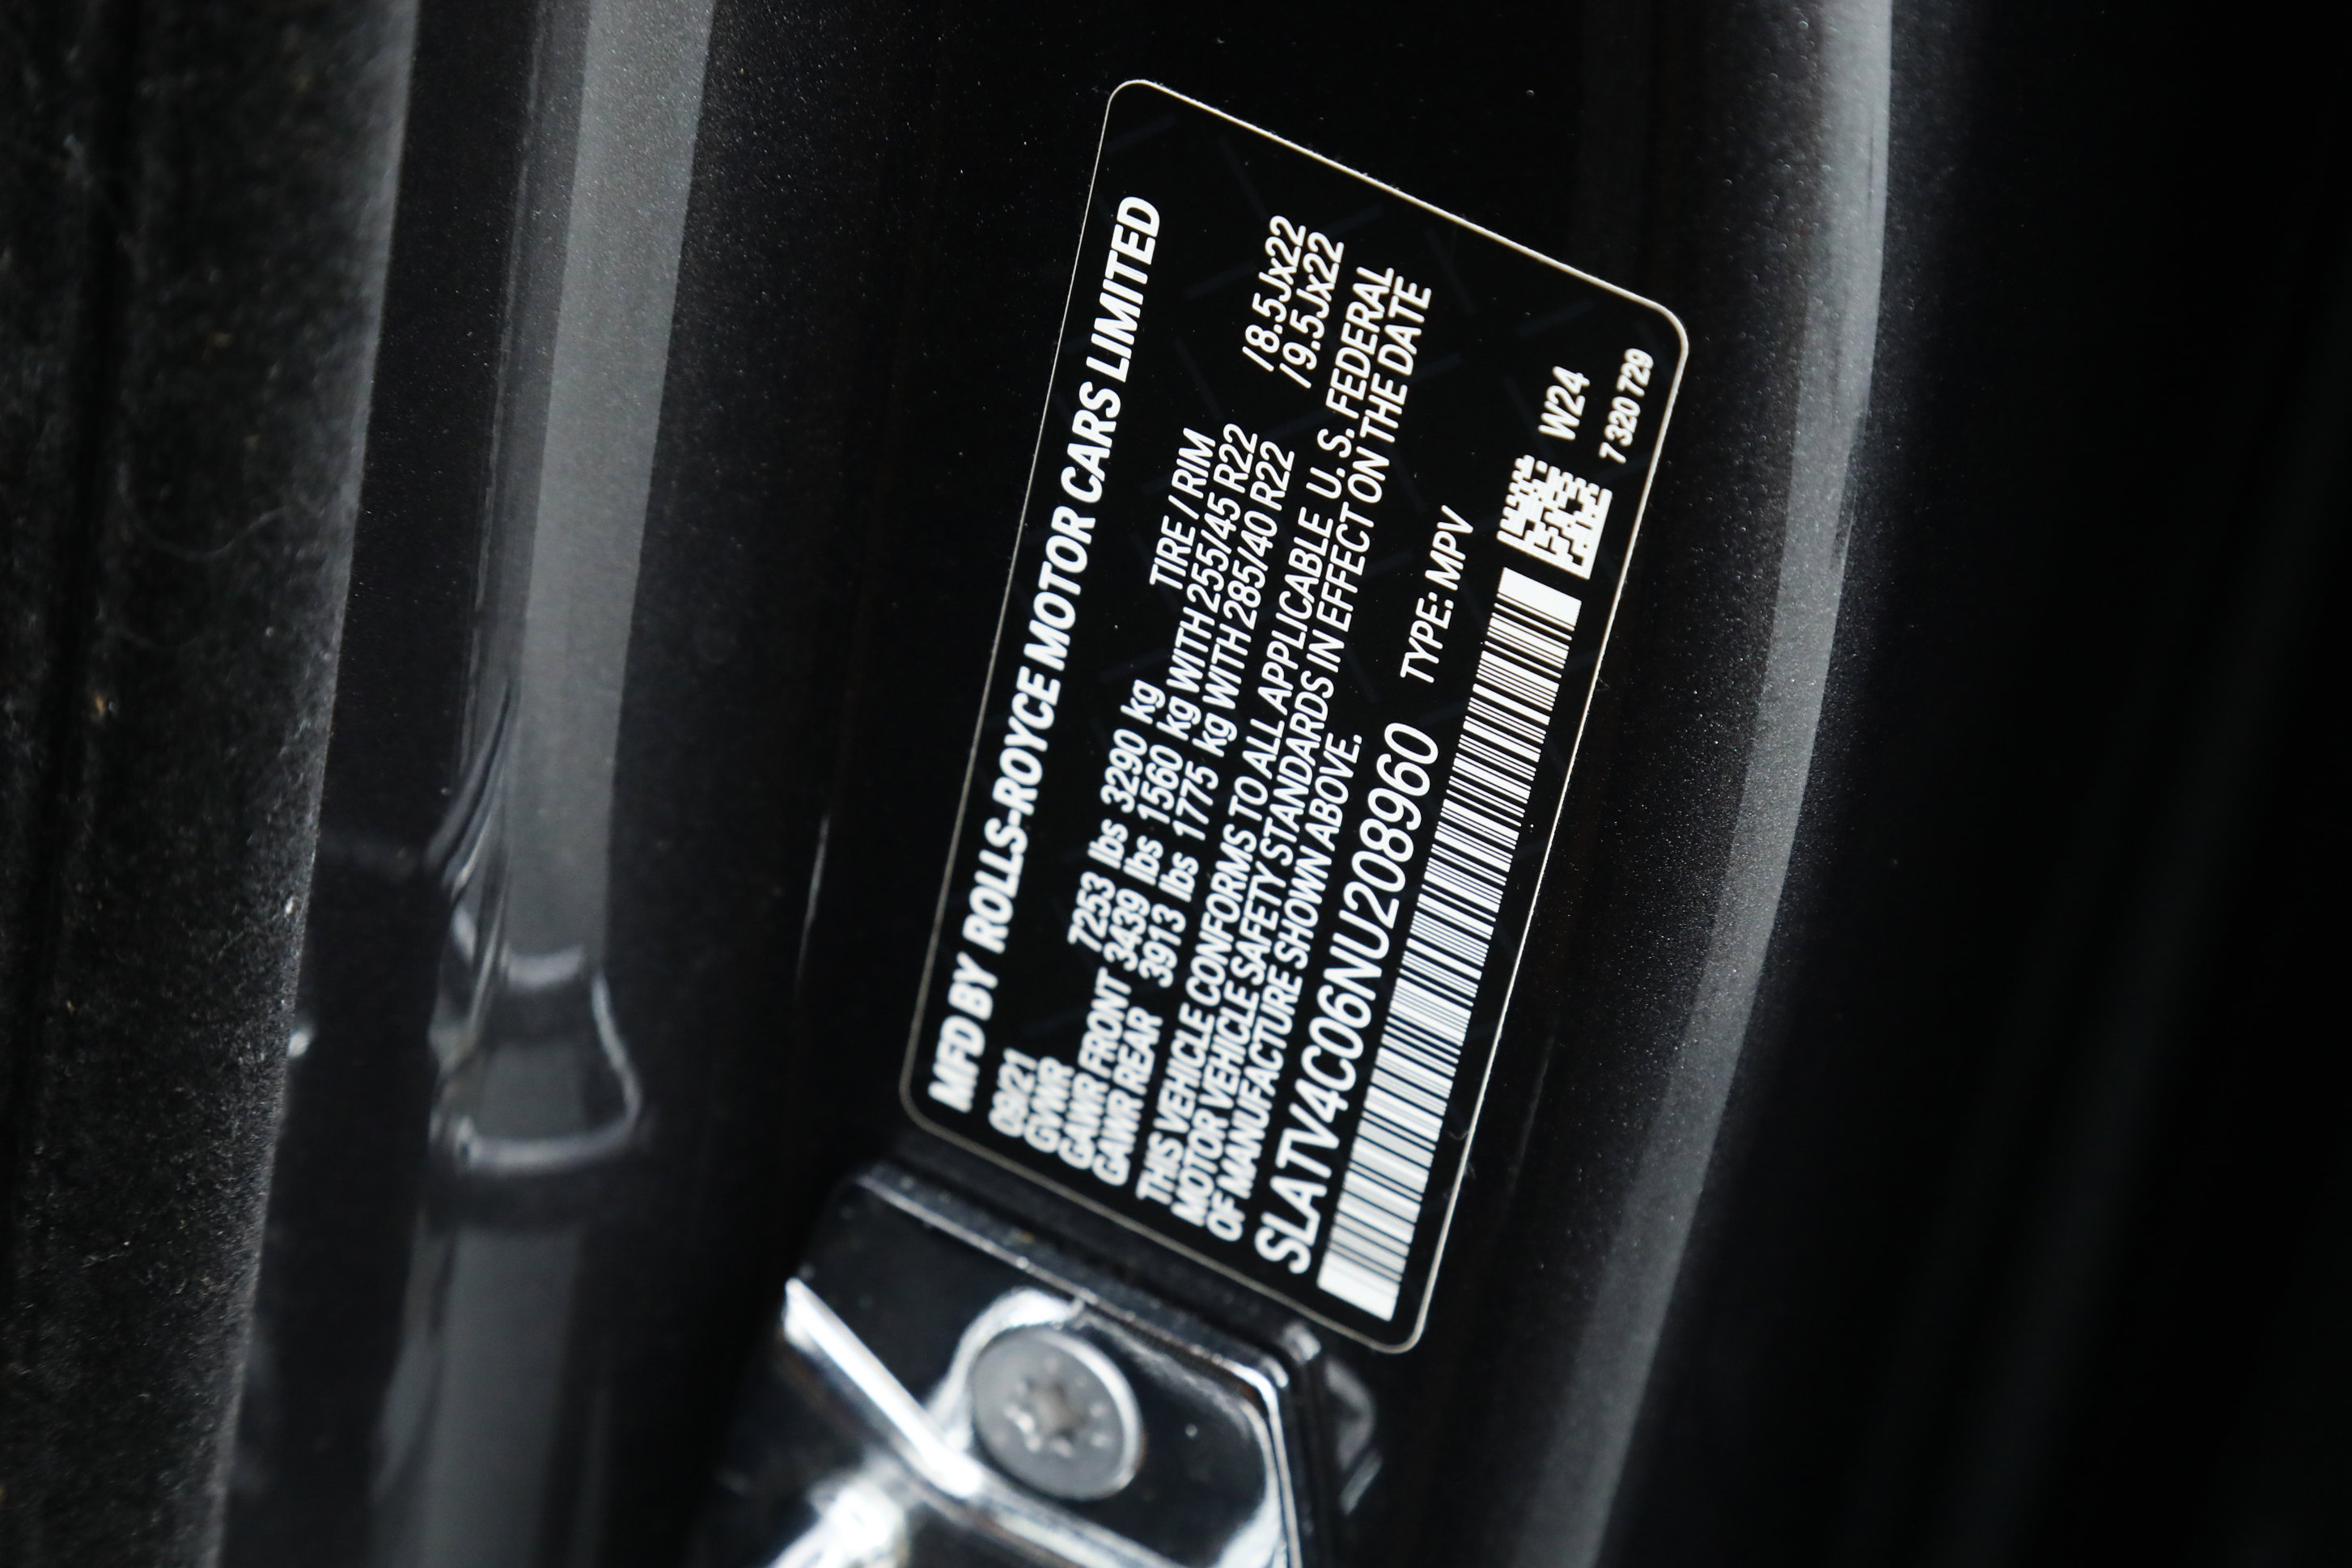 MFD BY ROLLS-ROYCE MOTOR CARS LIMITED
09/21
GVWR 7253 lbs 3290 kg TIRE / RIM
GAWR FRONT 3439 lbs 1560 kg WITH 255/45 R22 / 8.5Jx22
GAWR REAR 3913 lbs 1775 kg WITH 285/40 R22 / 9.5Jx22
THIS VEHICLE CONFORMS TO ALL APPLICABLE U. S. FEDERAL
MOTOR VEHICLE SAFETY STANDARDS IN EFFECT ON THE DATE
OF MANUFACTURE SHOWN ABOVE.
SLATV4C06NU208960 TYPE: MPV
W24
7 320 729